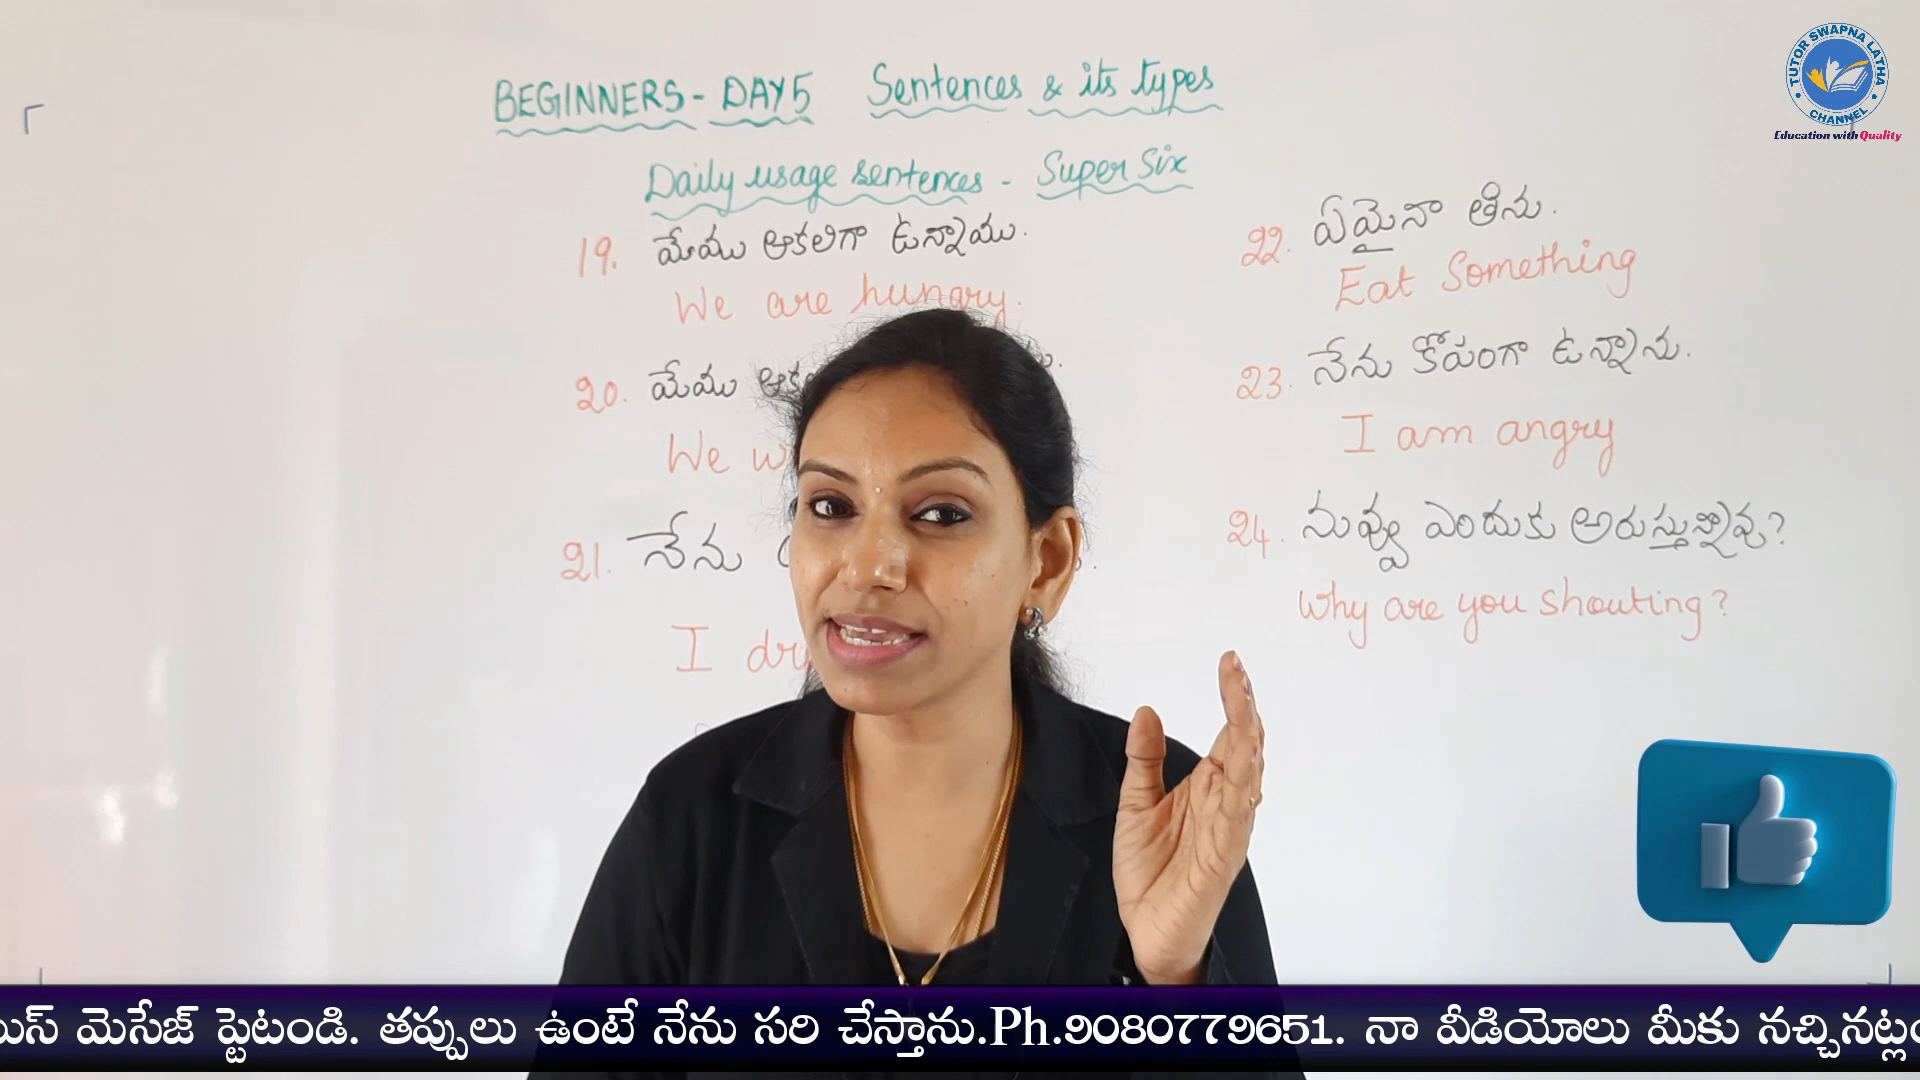 BEGINNERS - DAY 5 Sentences & its types
Daily usage sentences - Super Six
19. మేము ఆకలిగా ఉన్నాము.
We are hungry.
20. మేము
We
21. నేను
I
22. ఏమైనా తిను.
Eat Something
23. నేను కోపంగా ఉన్నాను.
I am angry
24. నువ్వు ఎందుకు అరుస్తున్నావు?
Why are you shouting?
TUTOR SWAPNA LATHA
CHANNEL
Education with Quality
మెసేజ్ పెట్టండి. తప్పులు ఉంటే నేను సరి చేస్తాను.Ph.9080779651. నా వీడియోలు మీకు